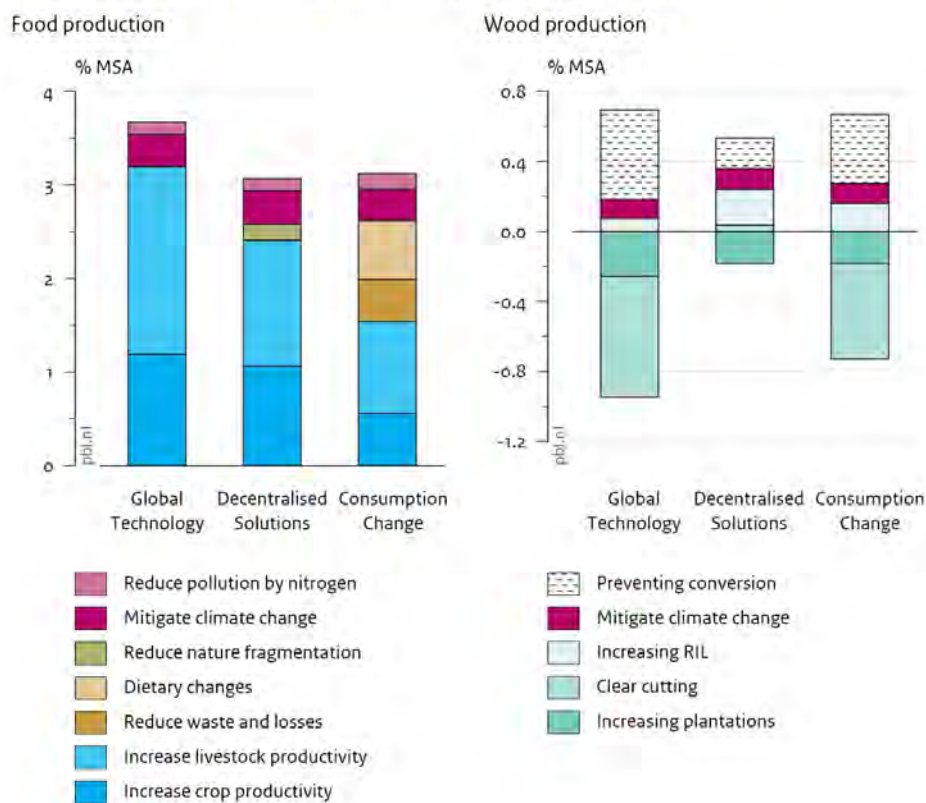 Food production
% MSA
4
3
2
1
0
pbl.nl
Global
Technology
Decentralised
Solutions
Consumption
Change
Reduce pollution by nitrogen
Mitigate climate change
Reduce nature fragmentation
Dietary changes
Reduce waste and losses
Increase livestock productivity
Increase crop productivity
Wood production
% MSA
0.8
0.4
0.0
-0.4
-0.8
-1.2
pbl.nl
Global
Technology
Decentralised
Solutions
Consumption
Change
Preventing conversion
Mitigate climate change
Increasing RIL
Clear cutting
Increasing plantations